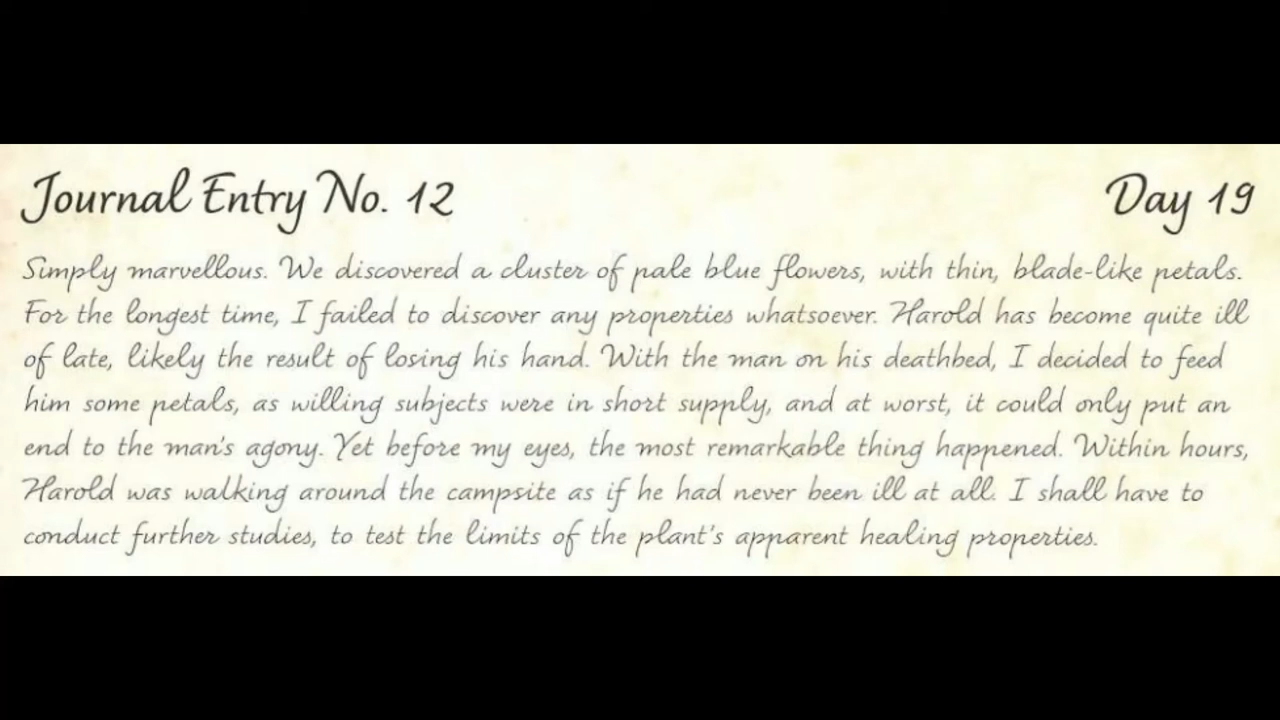 Journal Entry No. 12 Day 19
Simply marvellous. We discovered a cluster of pale blue flowers, with thin, blade-like petals.
For the longest time, I failed to discover any properties whatsoever. Harold has become quite ill
of late, likely the result of losing his hand. With the man on his deathbed, I decided to feed
him some petals, as willing subjects were in short supply, and at worst, it could only put an
end to the man's agony. Yet before my eyes, the most remarkable thing happened. Within hours,
Harold was walking around the campsite as if he had never been ill at all. I shall have to
conduct further studies, to test the limits of the plant's apparent healing properties.